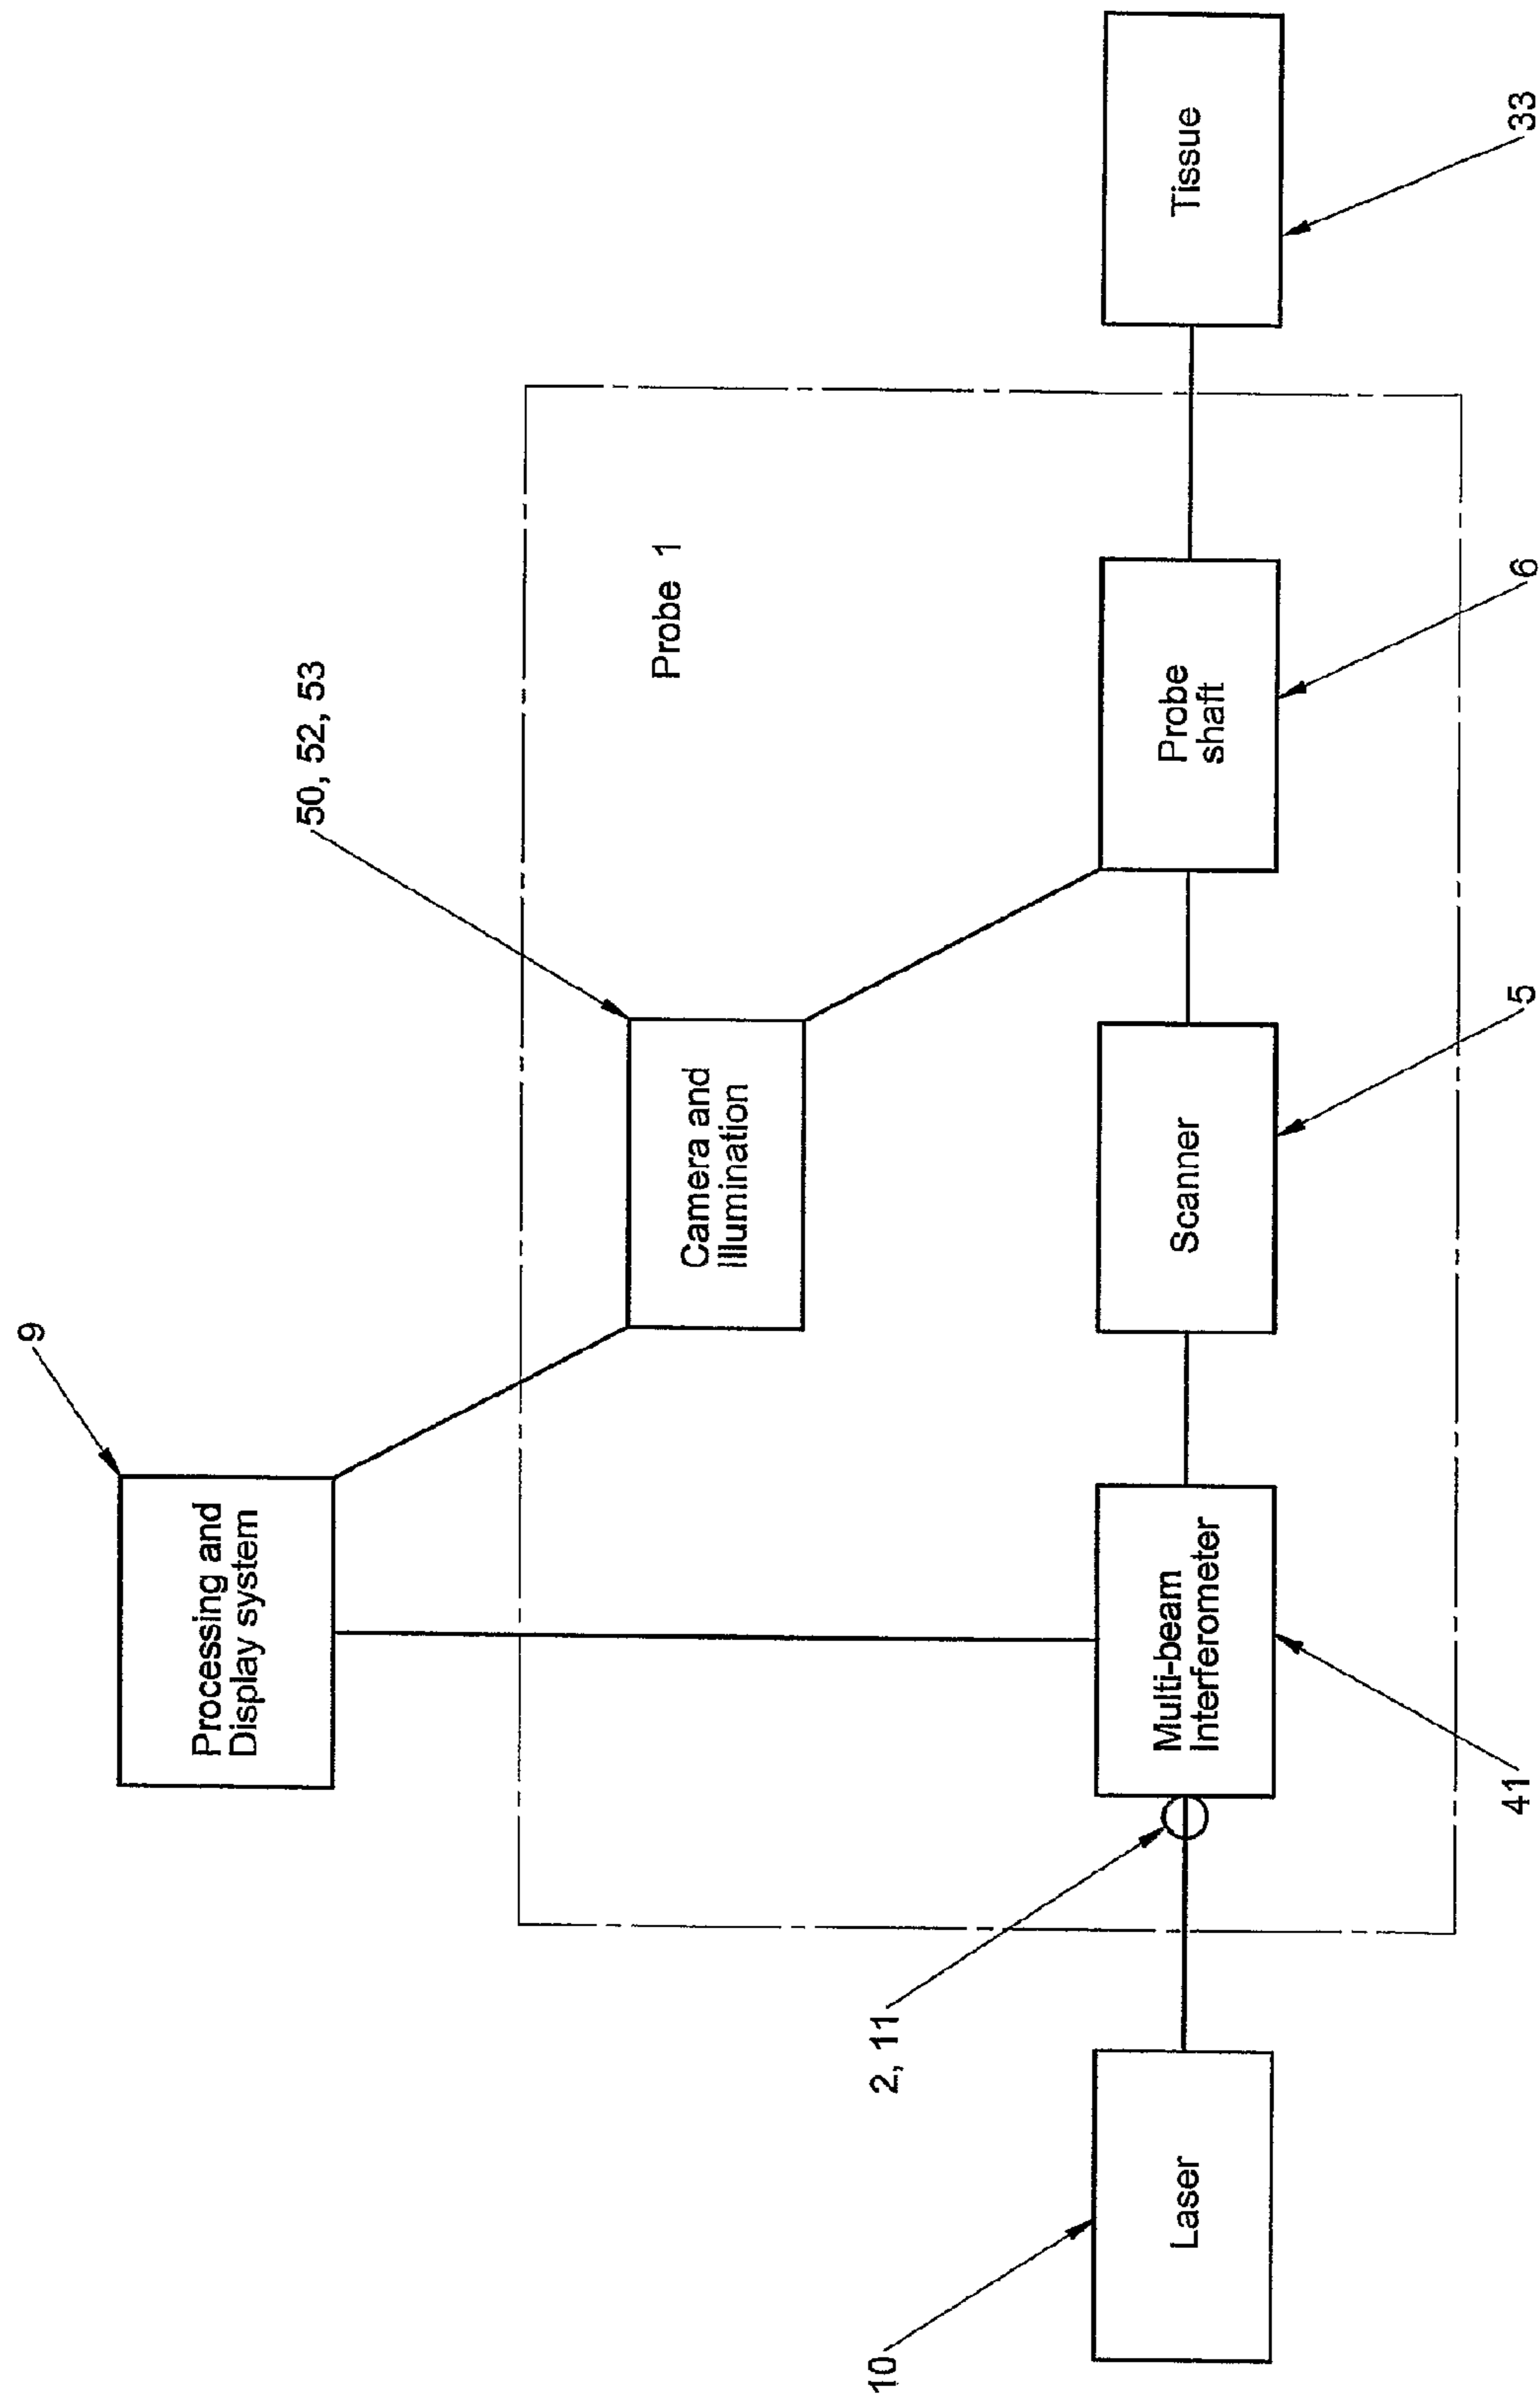 9
Processing and
Display system
50, 52, 53
Camera and
Illumination
Probe 1
2, 11
10
Laser
Multi-beam
Interferometer
Scanner
Probe
shaft
Tissue
41
5
6
33